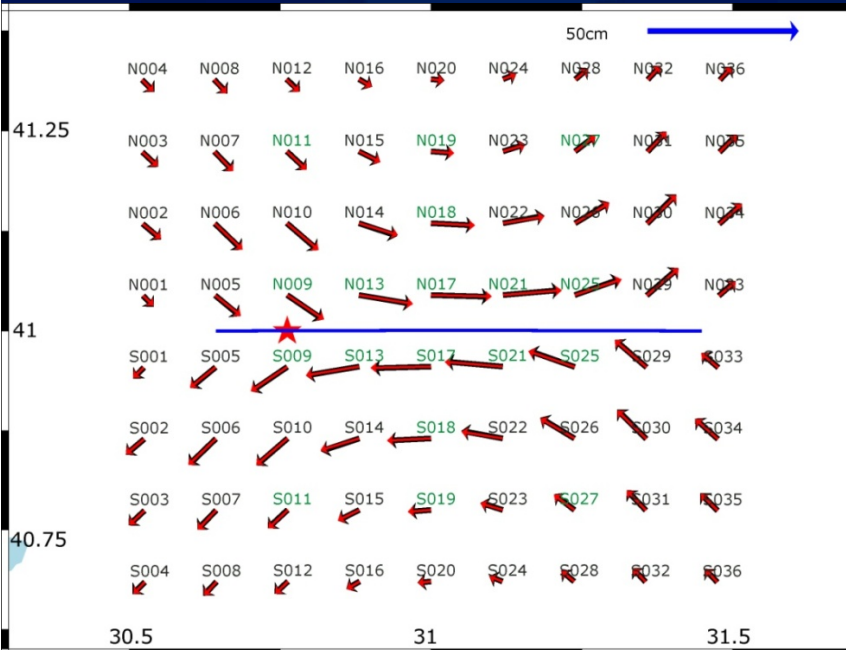 50cm
N004 N008 N012 N016 N020 N024 N028 N032 N036
41.25
N003 N007 N011 N015 N019 N023 N027 N031 N035
N002 N006 N010 N014 N018 N022 N026 N030 N034
N001 N005 N009 N013 N017 N021 N025 N029 N033
41
S001 S005 S009 S013 S017 S021 S025 S029 S033
S002 S006 S010 S014 S018 S022 S026 S030 S034
S003 S007 S011 S015 S019 S023 S027 S031 S035
40.75
S004 S008 S012 S016 S020 S024 S028 S032 S036
30.5 31 31.5